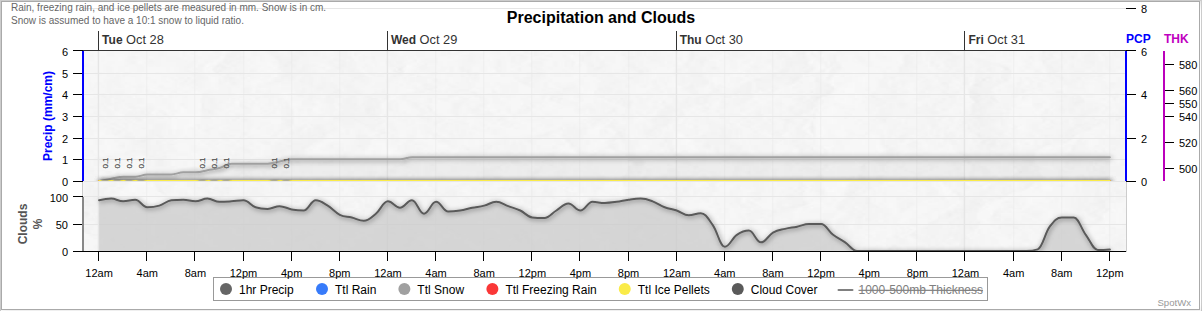 Rain, freezing rain, and ice pellets are measured in mm. Snow is in cm.
Snow is assumed to have a 10:1 snow to liquid ratio.
Precipitation and Clouds
8
Tue Oct 28 Wed Oct 29 Thu Oct 30 Fri Oct 31 PCP THK
6 6
5 580
4 4 560
550
3 540
2 2 520
1 500
0 0
Precip (mm/cm)
0.1 0.1 0.1 0.1 0.1 0.1 0.1 0.1 0.1
100
50
0
Clouds
%
12am 4am 8am 12pm 4pm 8pm 12am 4am 8am 12pm 4pm 8pm 12am 4am 8am 12pm 4pm 8pm 12am 4am 8am 12pm
1hr Precip Ttl Rain Ttl Snow Ttl Freezing Rain Ttl Ice Pellets Cloud Cover 1000-500mb Thickness
SpotWx